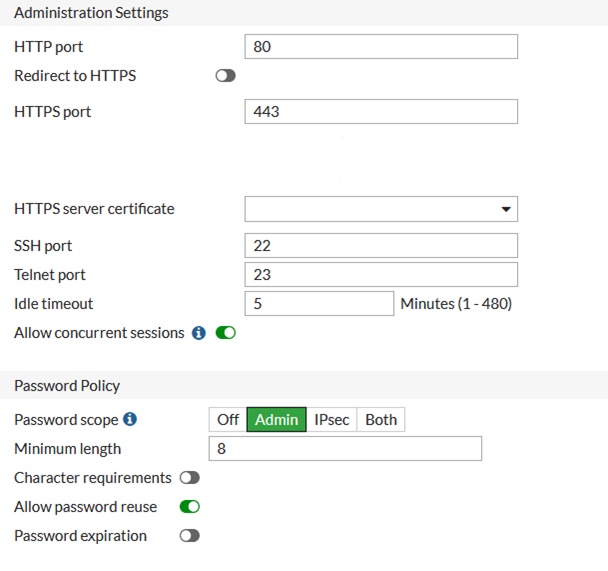 Administration Settings
HTTP port 80
Redirect to HTTPS
HTTPS port 443
HTTPS server certificate
SSH port 22
Telnet port 23
Idle timeout 5 Minutes (1 - 480)
Allow concurrent sessions
Password Policy
Password scope Off Admin IPsec Both
Minimum length 8
Character requirements
Allow password reuse
Password expiration